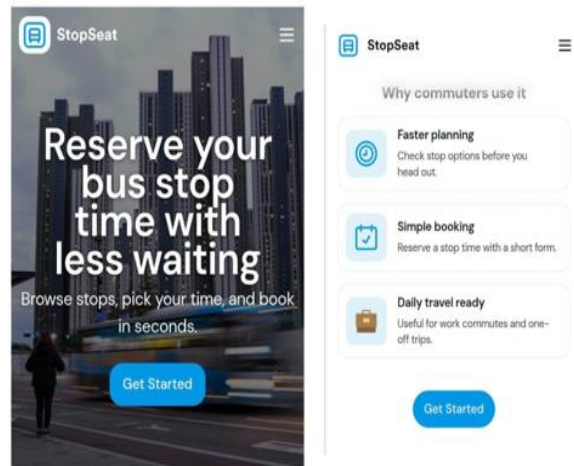 StopSeat
Reserve your
bus stop
time with
less waiting
Browse stops, pick your time, and book
in seconds.
Get Started
StopSeat
Why commuters use it
Faster planning
Check stop options before you
head out.
Simple booking
Reserve a stop time with a short form.
Daily travel ready
Useful for work commutes and one-
off trips.
Get Started